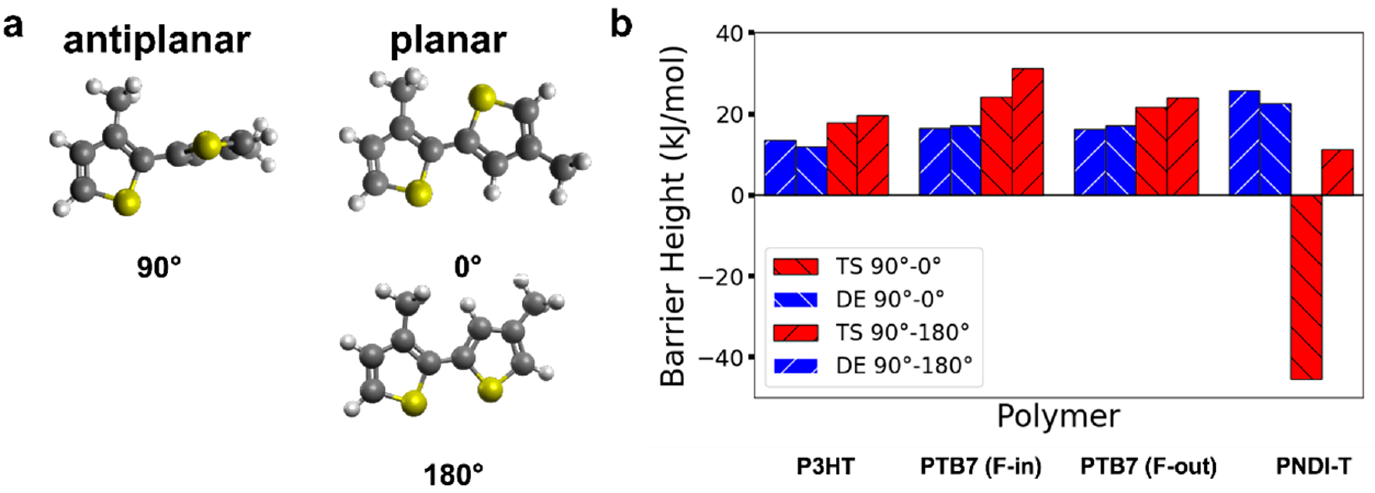 a
antiplanar
planar
90°
0°
180°
b
Barrier Height (kJ/mol)
40
20
0
−20
−40
TS 90°-0°
DE 90°-0°
TS 90°-180°
DE 90°-180°
Polymer
P3HT
PTB7 (F-in)
PTB7 (F-out)
PNDI-T